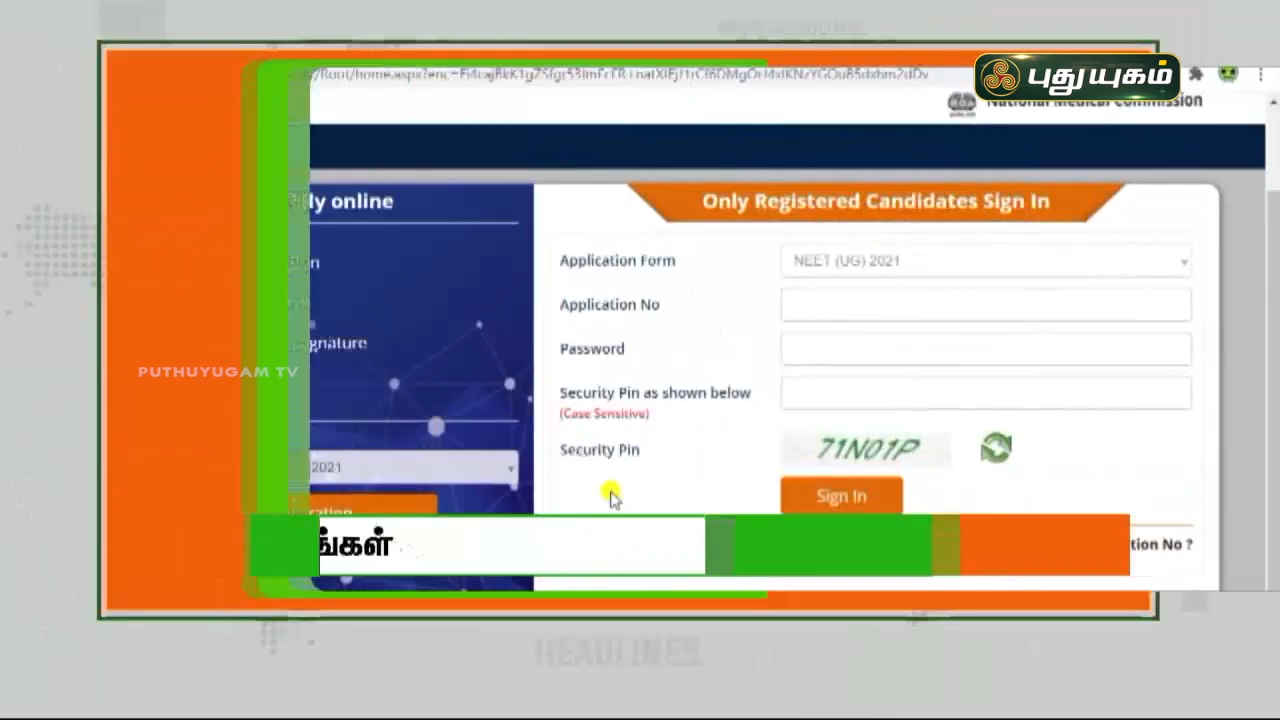 புதுயுகம்
National Medical Commission
ly online
Only Registered Candidates Sign In
Application Form
NEET (UG) 2021
Application No
gnature
Password
PUTHUYUGAM TV
Security Pin as shown below
(Case Sensitive)
Security Pin
71N01P
2021
Sign In
ங்கள்
tion No ?
HEADLINES